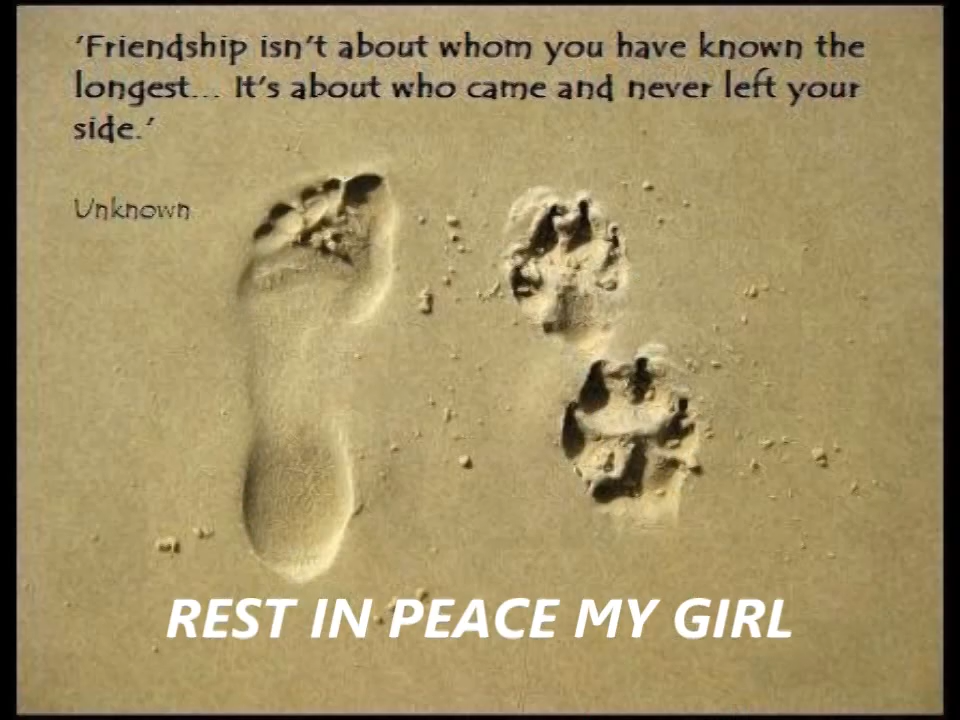 'Friendship isn't about whom you have known the
longest... It's about who came and never left your
side.'
Unknown
REST IN PEACE MY GIRL